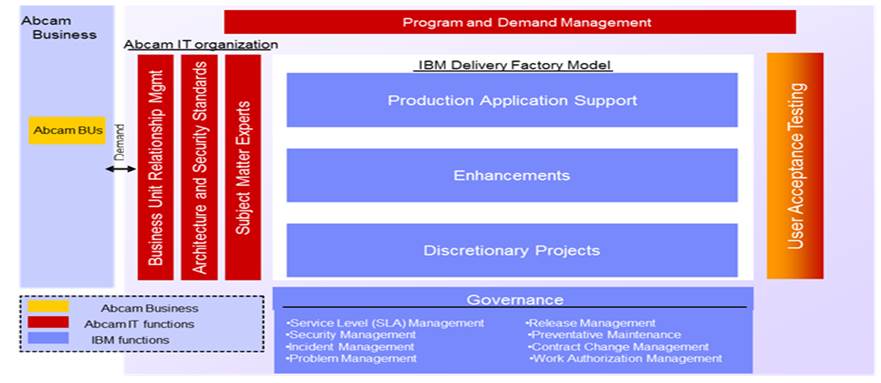 Abcam
Business
Program and Demand Management
Abcam IT organization
IBM Delivery Factory Model
Abcam BUs
Demand
Business Unit Relationship Mgmt
Architecture and Security Standards
Subject Matter Experts
Production Application Support
Enhancements
Discretionary Projects
User Acceptance Testing
Governance
•Service Level (SLA) Management
•Security Management
•Incident Management
•Problem Management
•Release Management
•Preventative Maintenance
•Contract Change Management
•Work Authorization Management
Abcam Business
Abcam IT functions
IBM functions